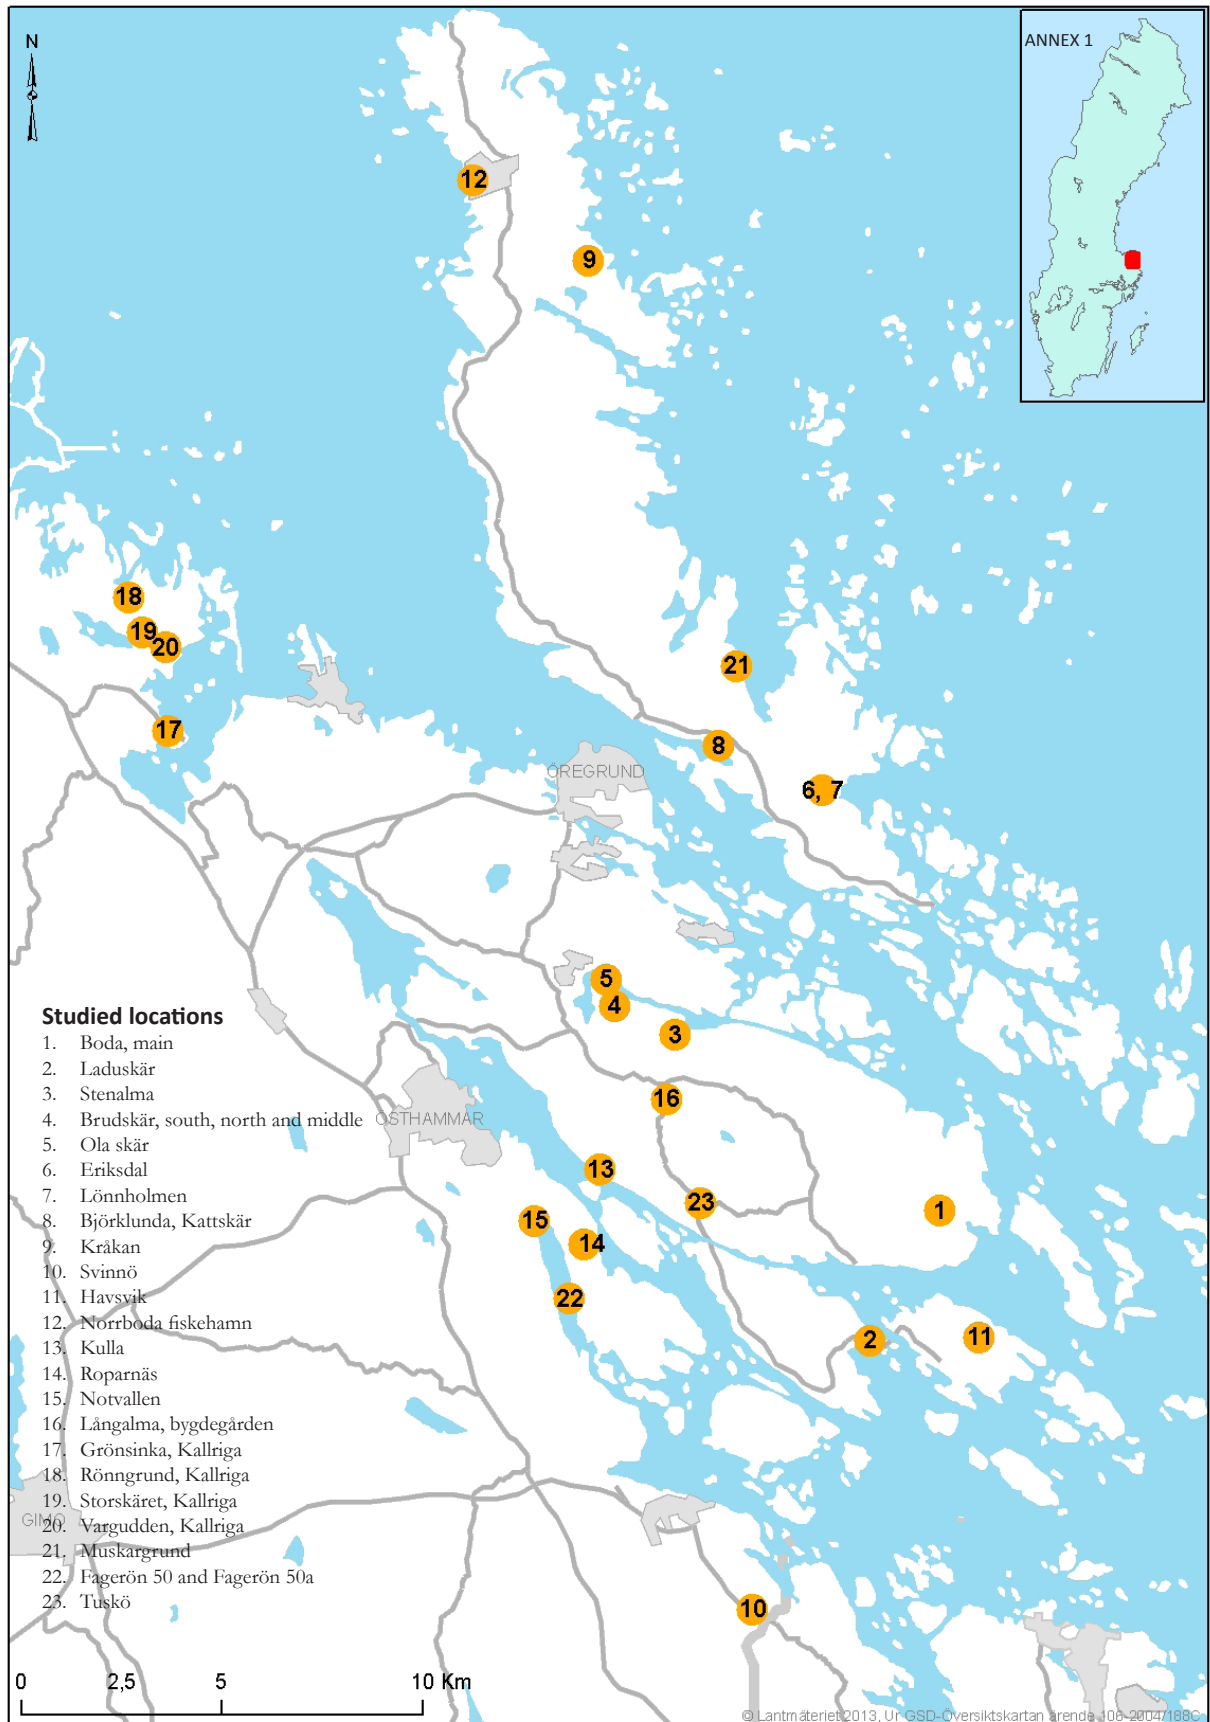 N
ANNEX 1
12
9
18
19
20
21
17
8
ÖREGRUND
6, 7
5
4
3
Studied locations
1. Boda, main
2. Laduskär
3. Stenalma
4. Brudskär, south, north and middle
5. Ola skär
6. Eriksdal
7. Lönnholmen
8. Björklunda, Kattskär
9. Kråkan
10. Svinnö
11. Havsvik
12. Norrboda fiskehamn
13. Kulla
14. Roparnäs
15. Notvallen
16. Långalma, bygdegården
17. Grönsinka, Kallriga
18. Rönngrund, Kallriga
19. Storskäret, Kallriga
20. Vargudden, Kallriga
21. Muskargrund
22. Fagerön 50 and Fagerön 50a
23. Tuskö
16
ÖSTHAMMAR
13
23
1
15
14
22
2
11
GIMO
10
0 2,5 5 10 Km
© Lantmäteriet 2013, Ur GSD-Översiktskartan ärende 106-2004/188C